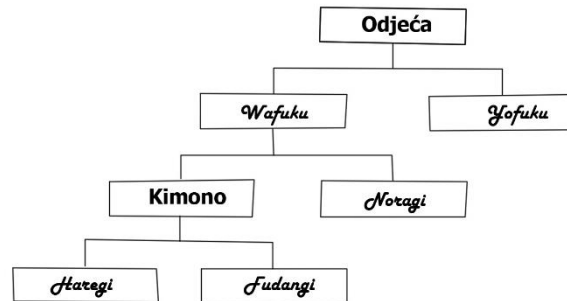 Odjeća
Wafuku
Yofuku
Kimono
Noragi
Haregi
Fudangi